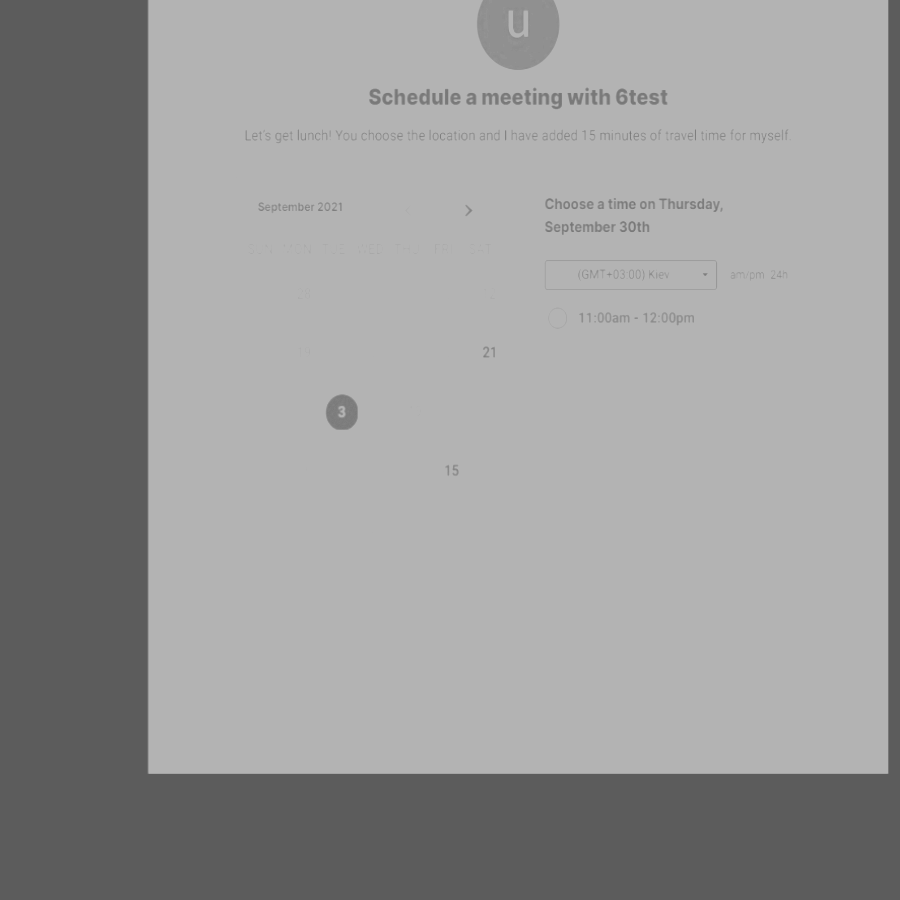 u
Schedule a meeting with 6test
Let's get lunch! You choose the location and I have added 15 minutes of travel time for myself.
September 2021
SUN MON TUE WED THU FRI SAT
21
3
15
Choose a time on Thursday,
September 30th
(GMT+03:00) Kiev
am/pm 24h
11:00am - 12:00pm